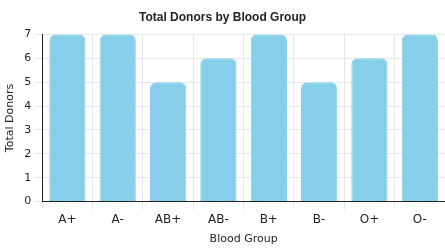 Total Donors by Blood Group
7
6
5
4
3
2
1
0
Total Donors
A+ A- AB+ AB- B+ B- O+ O-
Blood Group